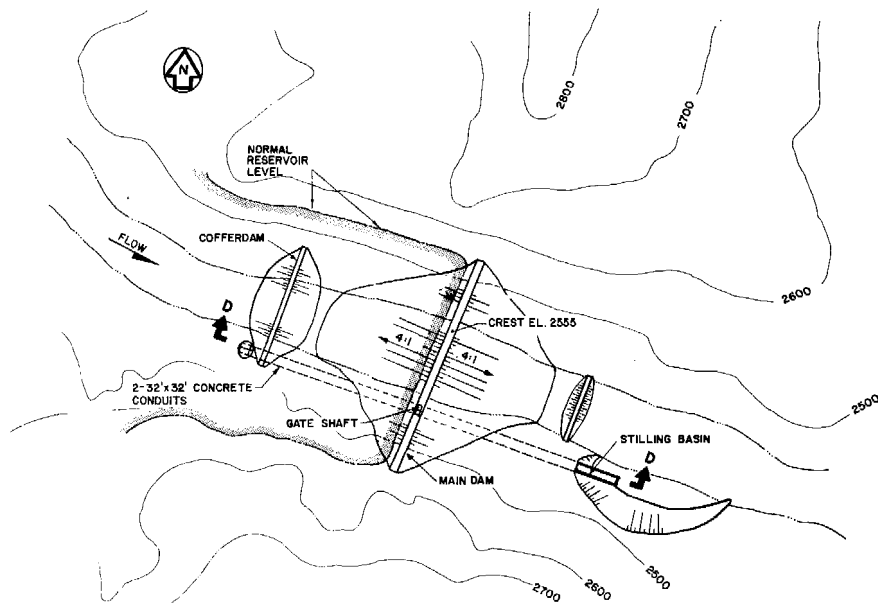 N
2800
2700
NORMAL
RESERVOIR
LEVEL
FLOW
COFFERDAM
2600
D
CREST EL. 2555
4:1
4:1
2-32'x32' CONCRETE
CONDUITS
2500
GATE SHAFT
STILLING BASIN
D
MAIN DAM
2500
2600
2700